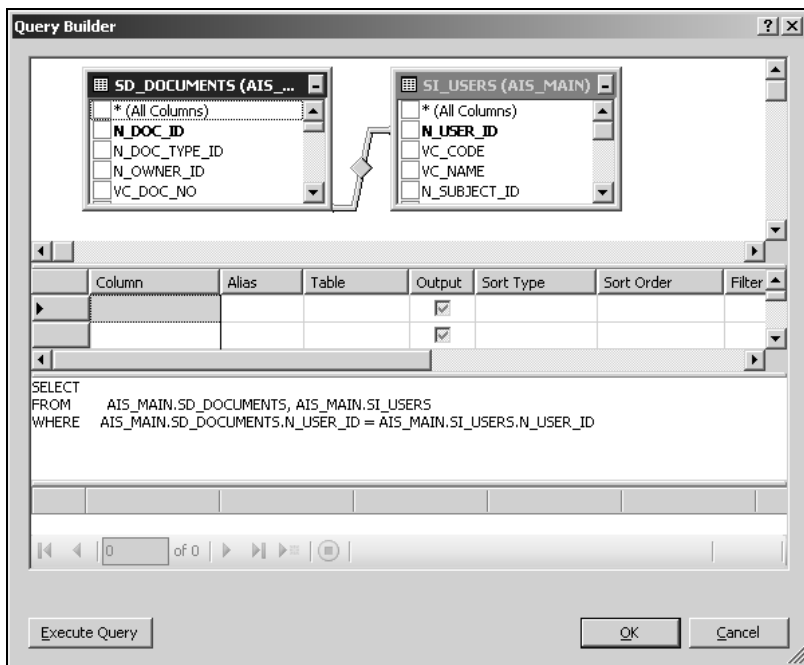 Query Builder
SD_DOCUMENTS (AIS_...
* (All Columns)
N_DOC_ID
N_DOC_TYPE_ID
N_OWNER_ID
VC_DOC_NO
SI_USERS (AIS_MAIN)
* (All Columns)
N_USER_ID
VC_CODE
VC_NAME
N_SUBJECT_ID
Column Alias Table Output Sort Type Sort Order Filter
SELECT
FROM AIS_MAIN.SD_DOCUMENTS, AIS_MAIN.SI_USERS
WHERE AIS_MAIN.SD_DOCUMENTS.N_USER_ID = AIS_MAIN.SI_USERS.N_USER_ID
0 of 0
Execute Query OK Cancel